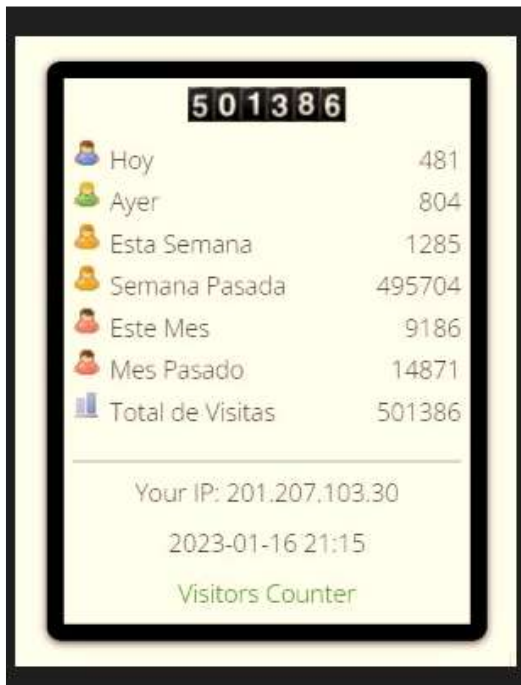 501386
Hoy 481
Ayer 804
Esta Semana 1285
Semana Pasada 495704
Este Mes 9186
Mes Pasado 14871
Total de Visitas 501386
Your IP: 201.207.103.30
2023-01-16 21:15
Visitors Counter